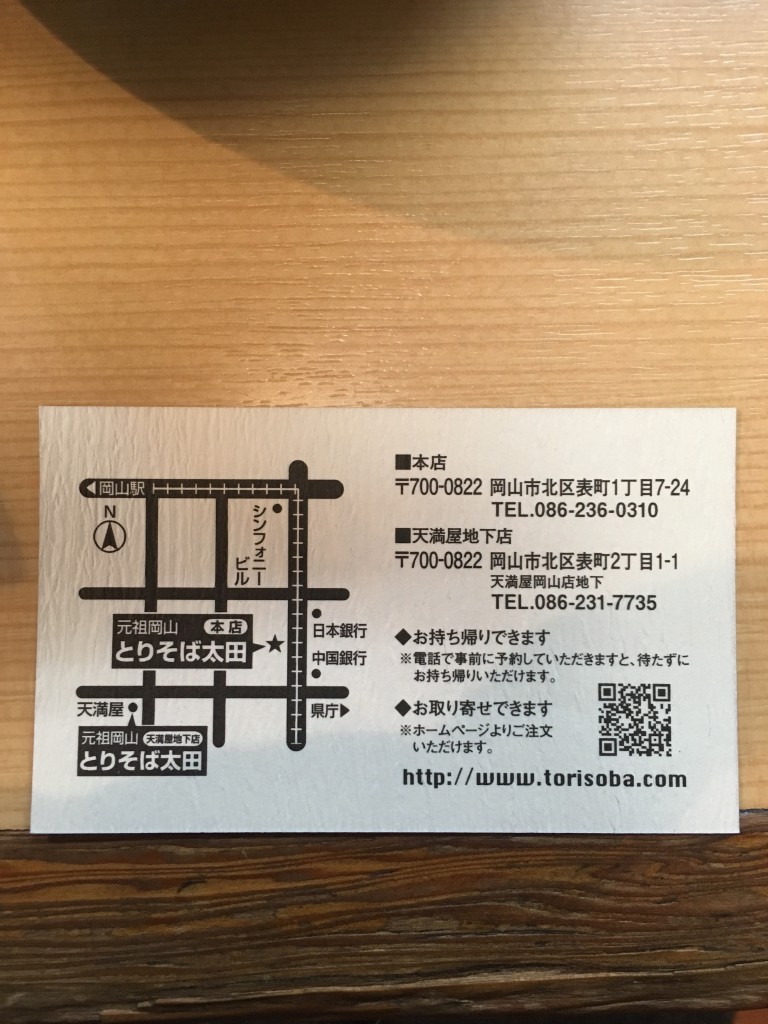 岡山駅
N
シンフォニー
ビル
元祖岡山 本店
とりそば太田
日本銀行
中国銀行
天満屋
県庁
元祖岡山 天満屋地下店
とりそば太田
■本店
〒700-0822 岡山市北区表町1丁目7-24
TEL.086-236-0310
■天満屋地下店
〒700-0822 岡山市北区表町2丁目1-1
天満屋岡山店地下
TEL.086-231-7735
◆お持ち帰りできます
※電話で事前に予約していただきますと、待たずに
お持ち帰りいただけます。
◆お取り寄せできます
※ホームページよりご注文
いただけます。
http://www.torisoba.com